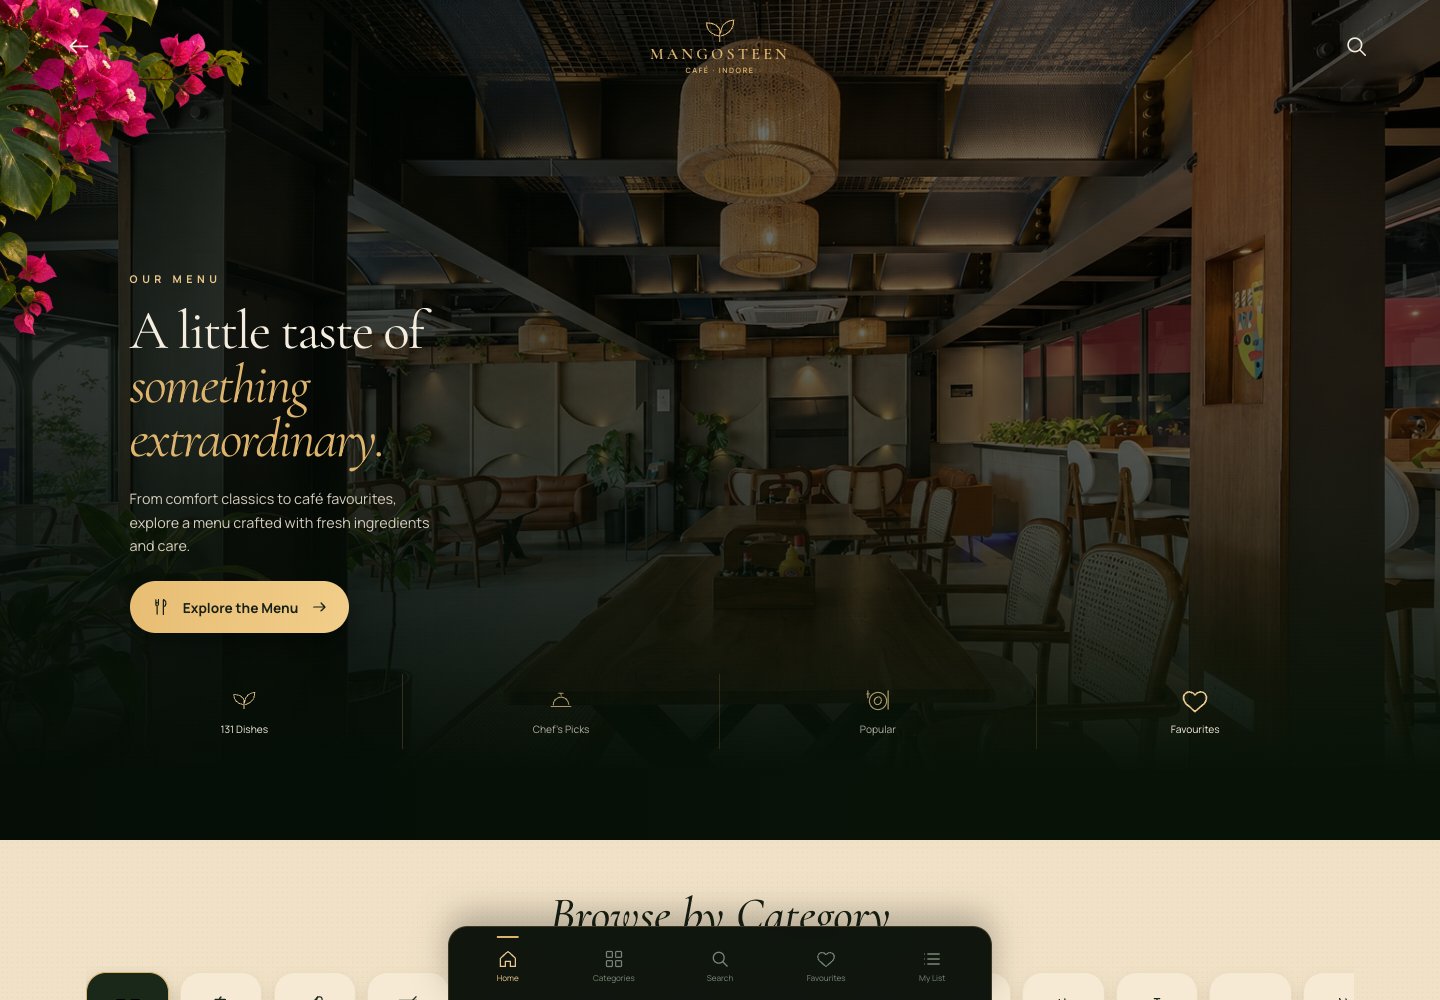 MANGOSTEEN
CAFÉ · INDORE
OUR MENU
A little taste of
something
extraordinary.
From comfort classics to café favourites,
explore a menu crafted with fresh ingredients
and care.
Explore the Menu
131 Dishes
Chef's Picks
Popular
Favourites
Browse by Category
Home
Categories
Search
Favourites
My List